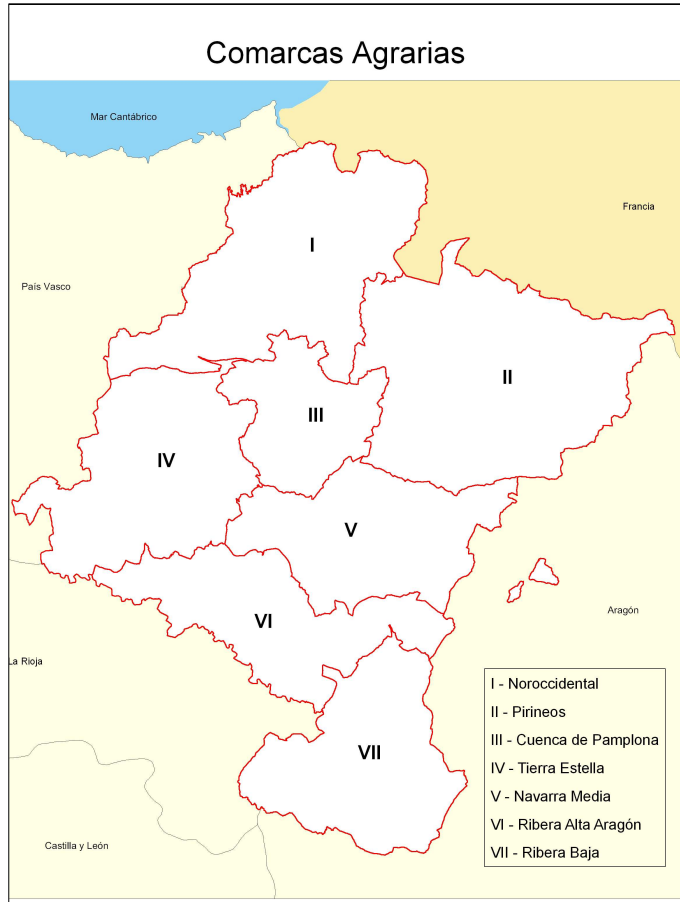 Comarcas Agrarias
Mar Cantábrico
Francia
I
País Vasco
II
III
IV
V
Aragón
VI
La Rioja
I - Noroccidental
II - Pirineos
III - Cuenca de Pamplona
IV - Tierra Estella
V - Navarra Media
VI - Ribera Alta Aragón
VII - Ribera Baja
VII
Castilla y León